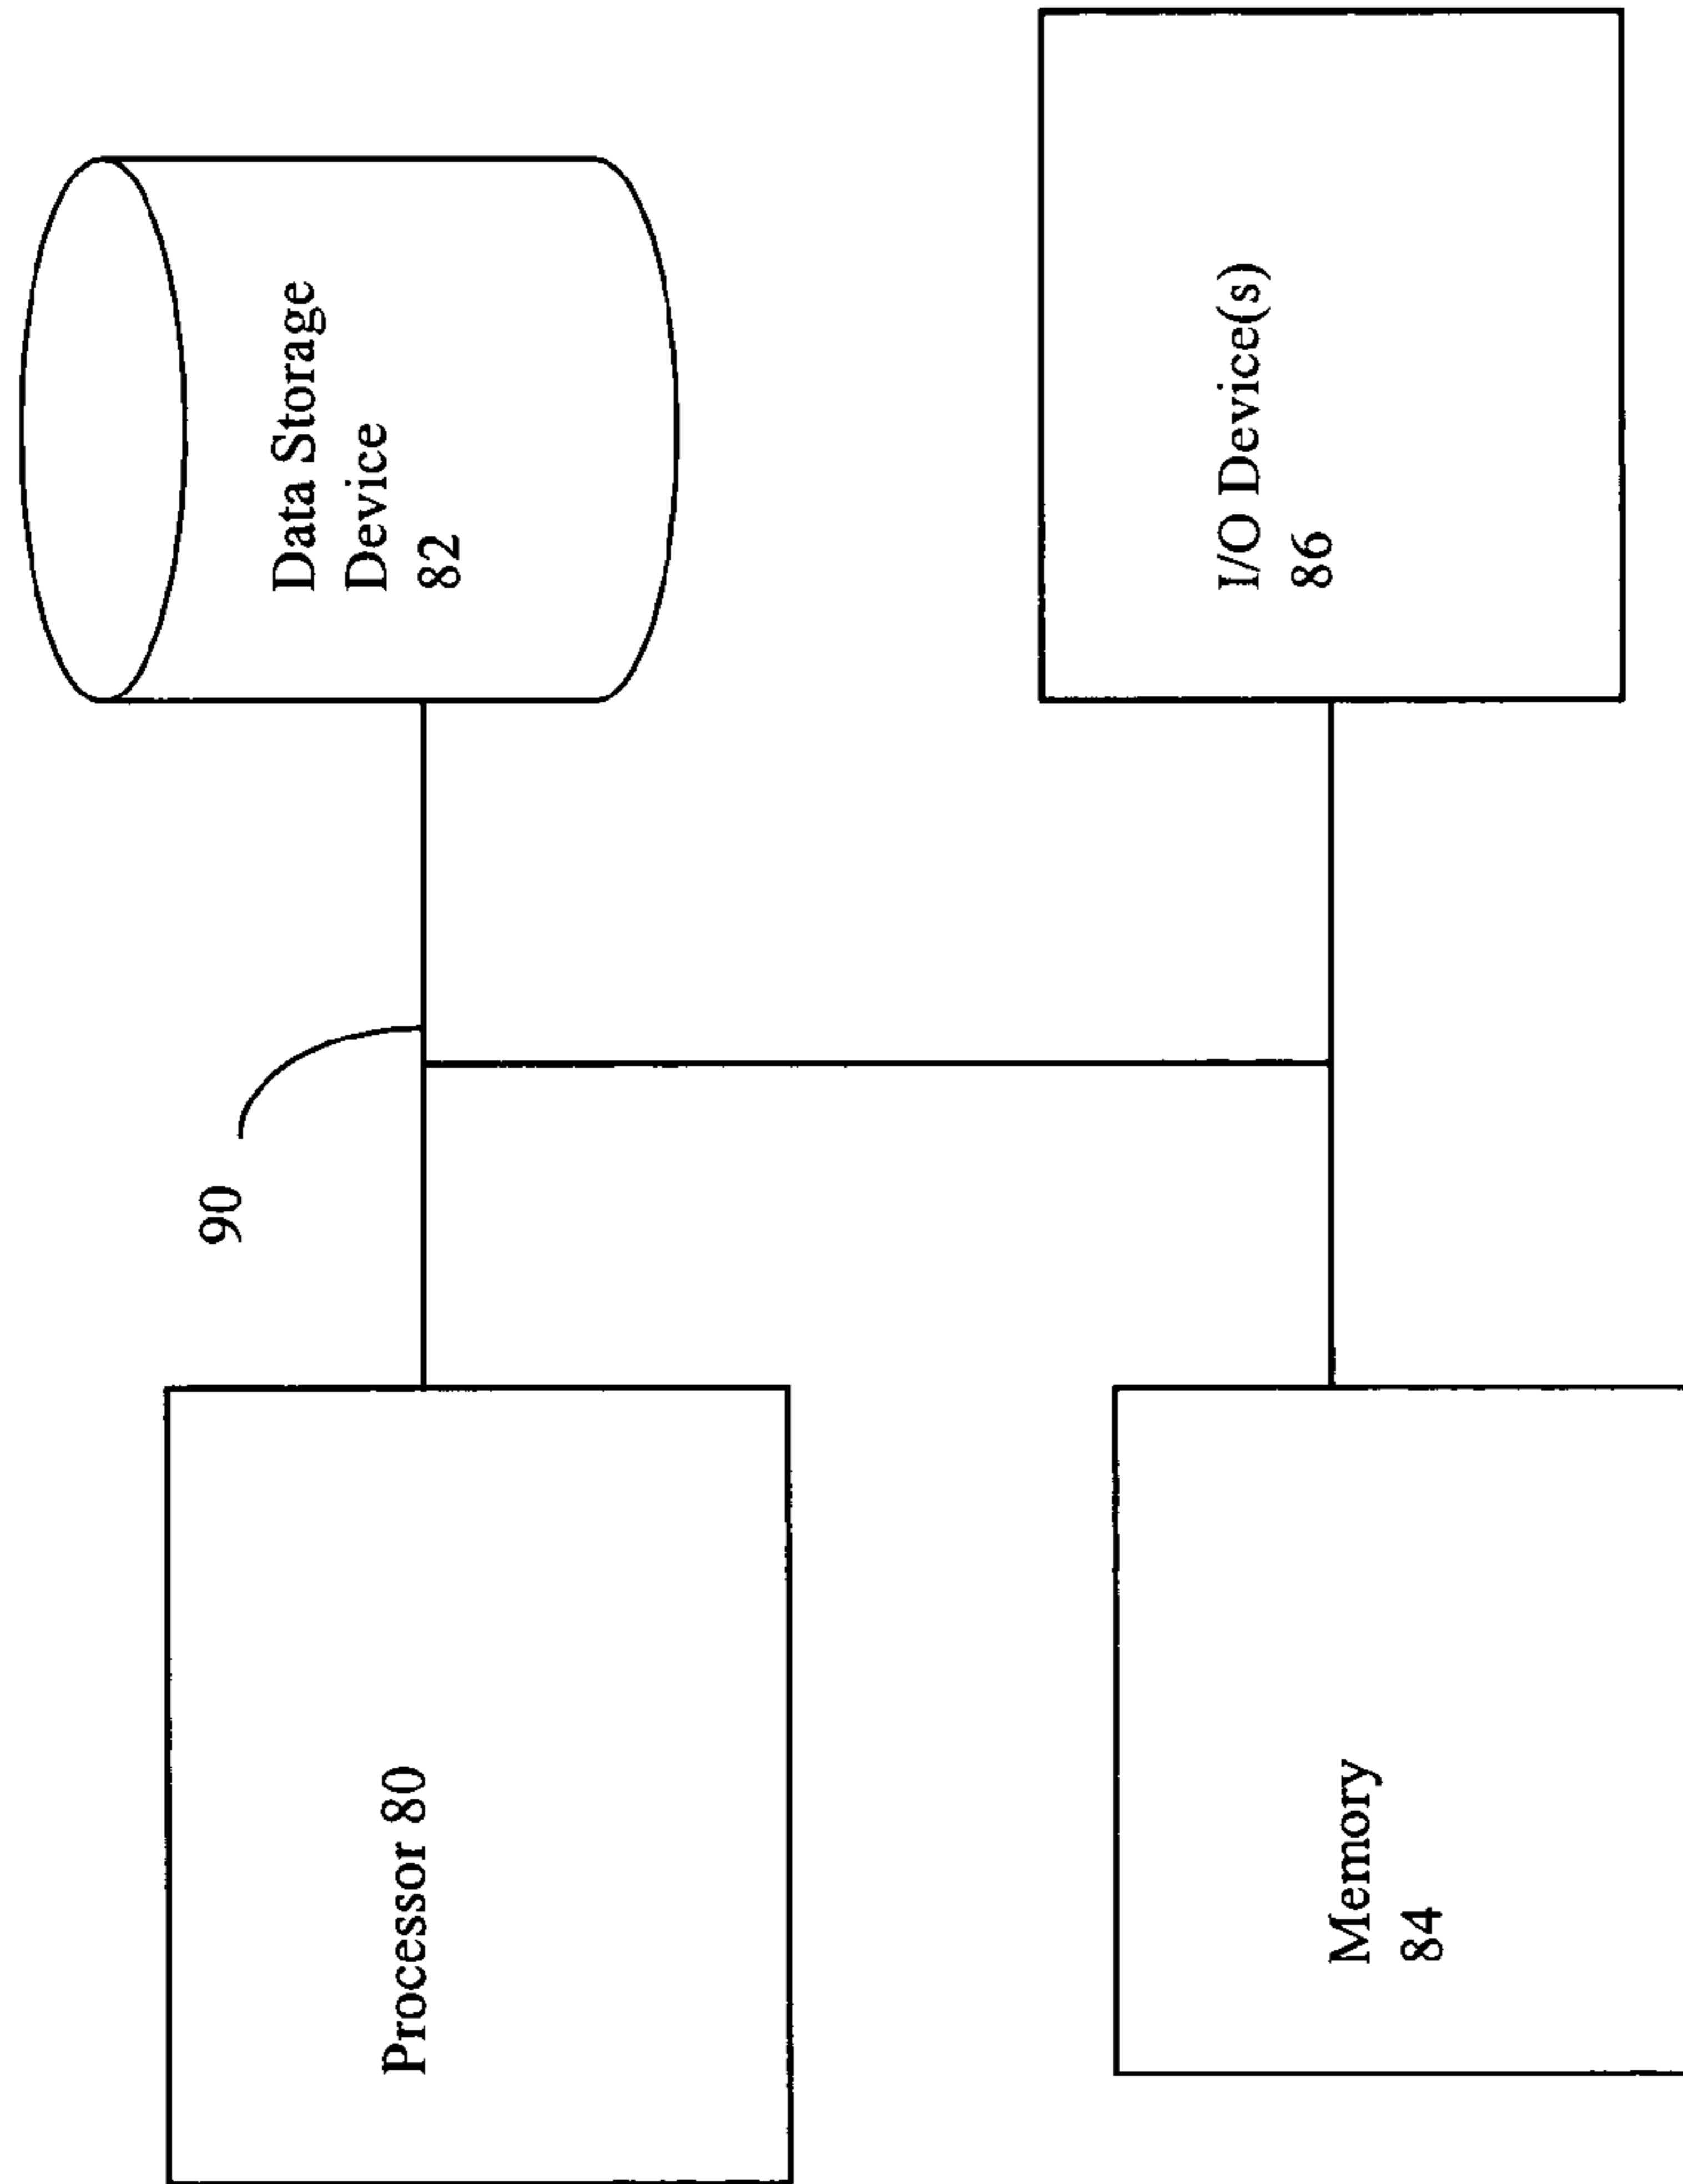 Processor 80
90
Data Storage
Device
82
Memory
84
I/O Device(s)
86